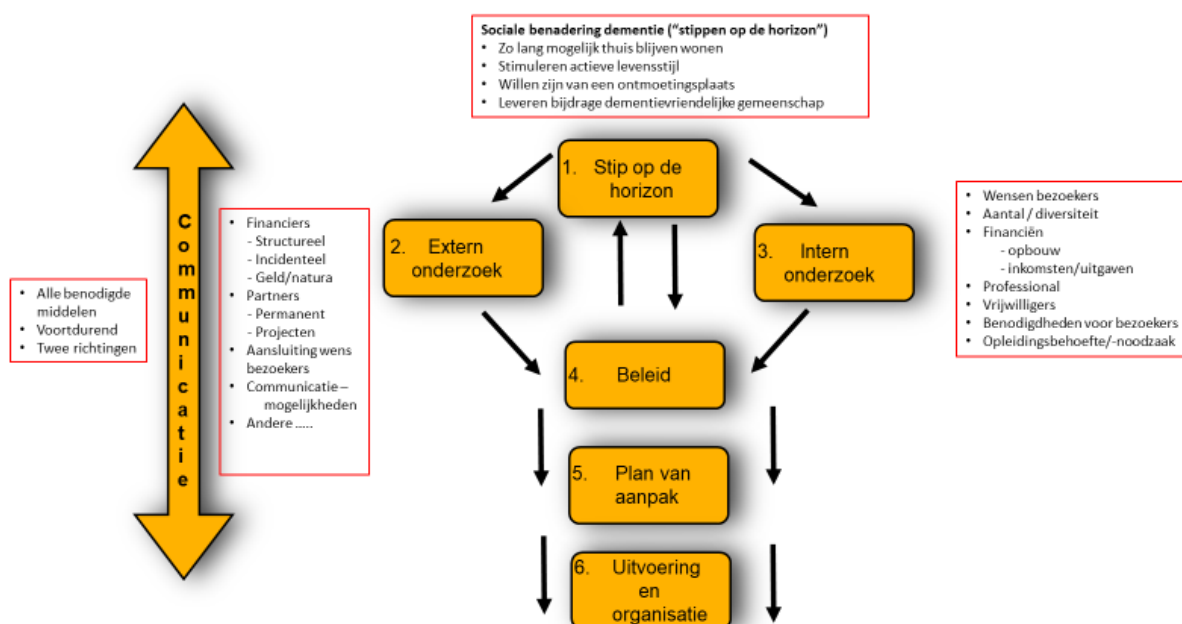 Sociale benadering dementie (“stippen op de horizon”)
• Zo lang mogelijk thuis blijven wonen
• Stimuleren actieve levensstijl
• Willen zijn van een ontmoetingsplaats
• Leveren bijdrage dementievriendelijke gemeenschap
1. Stip op de
horizon
2. Extern
onderzoek
3. Intern
onderzoek
4. Beleid
5. Plan van
aanpak
6. Uitvoering
en
organisatie
Communicatie
• Alle benodigde
middelen
• Voortdurend
• Twee richtingen
• Financiers
- Structureel
- Incidenteel
- Geld/natura
• Partners
- Permanent
- Projecten
• Aansluiting wens
bezoekers
• Communicatie –
mogelijkheden
• Andere …..
• Wensen bezoekers
• Aantal / diversiteit
• Financiën
- opbouw
- inkomsten/uitgaven
• Professional
• Vrijwilligers
• Benodigdheden voor bezoekers
• Opleidingsbehoefte/-noodzaak